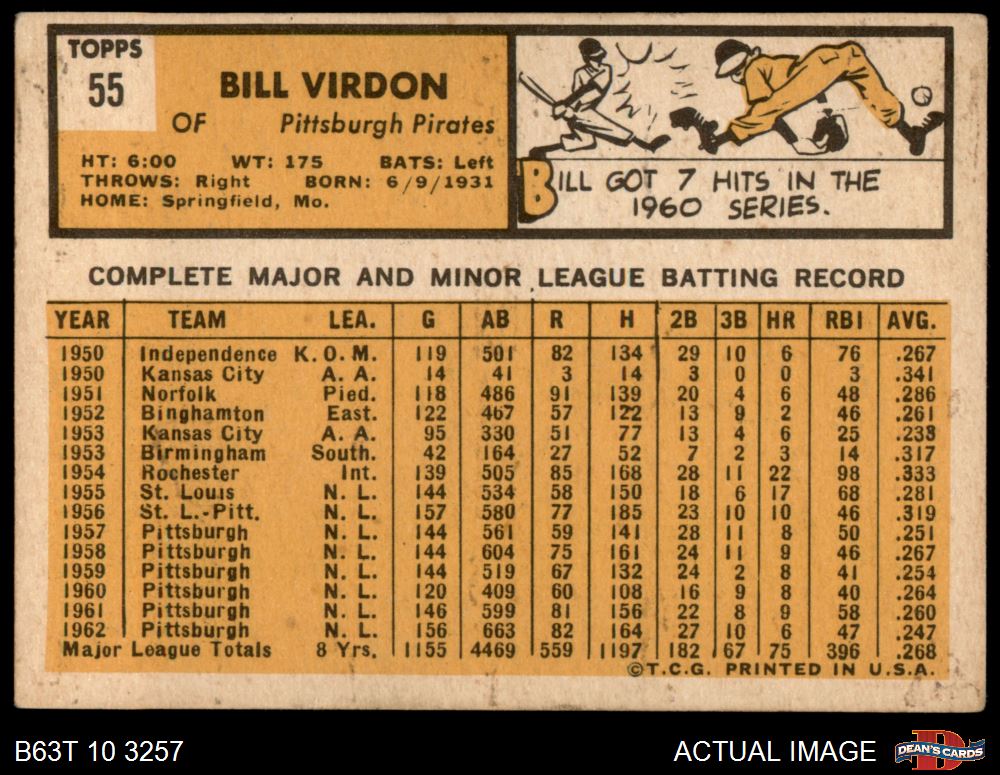 TOPPS
55
BILL VIRDON
OF Pittsburgh Pirates
HT: 6:00 WT: 175 BATS: Left
THROWS: Right BORN: 6/9/1931
HOME: Springfield, Mo.
BILL GOT 7 HITS IN THE
1960 SERIES.
COMPLETE MAJOR AND MINOR LEAGUE BATTING RECORD
YEAR TEAM LEA. G AB R H 2B 3B HR RBI AVG.
1950 Independence K.O.M. 119 501 82 134 29 10 6 76 .267
1950 Kansas City A. A. 14 41 3 14 3 0 0 3 .341
1951 Norfolk Pied. 118 486 91 139 20 4 6 48 .286
1952 Binghamton East. 122 467 57 122 13 9 2 46 .261
1953 Kansas City A. A. 95 330 51 77 13 4 6 25 .233
1953 Birmingham South. 42 164 27 52 7 2 3 14 .317
1954 Rochester Int. 139 505 85 168 28 11 22 98 .333
1955 St. Louis N. L. 144 534 58 150 18 6 17 68 .281
1956 St. L.-Pitt. N. L. 157 580 77 185 23 10 10 46 .319
1957 Pittsburgh N. L. 144 561 59 141 28 11 8 50 .251
1958 Pittsburgh N. L. 144 604 75 161 24 11 9 46 .267
1959 Pittsburgh N. L. 144 519 67 132 24 2 8 41 .254
1960 Pittsburgh N. L. 120 409 60 108 16 9 8 40 .264
1961 Pittsburgh N. L. 146 599 81 156 22 8 9 58 .260
1962 Pittsburgh N. L. 156 663 82 164 27 10 6 47 .247
Major League Totals 8 Yrs. 1155 4469 559 1197 182 67 75 396 .268
©T.C.G. PRINTED IN U.S.A.
B63T 10 3257 ACTUAL IMAGE DEAN'S CARDS